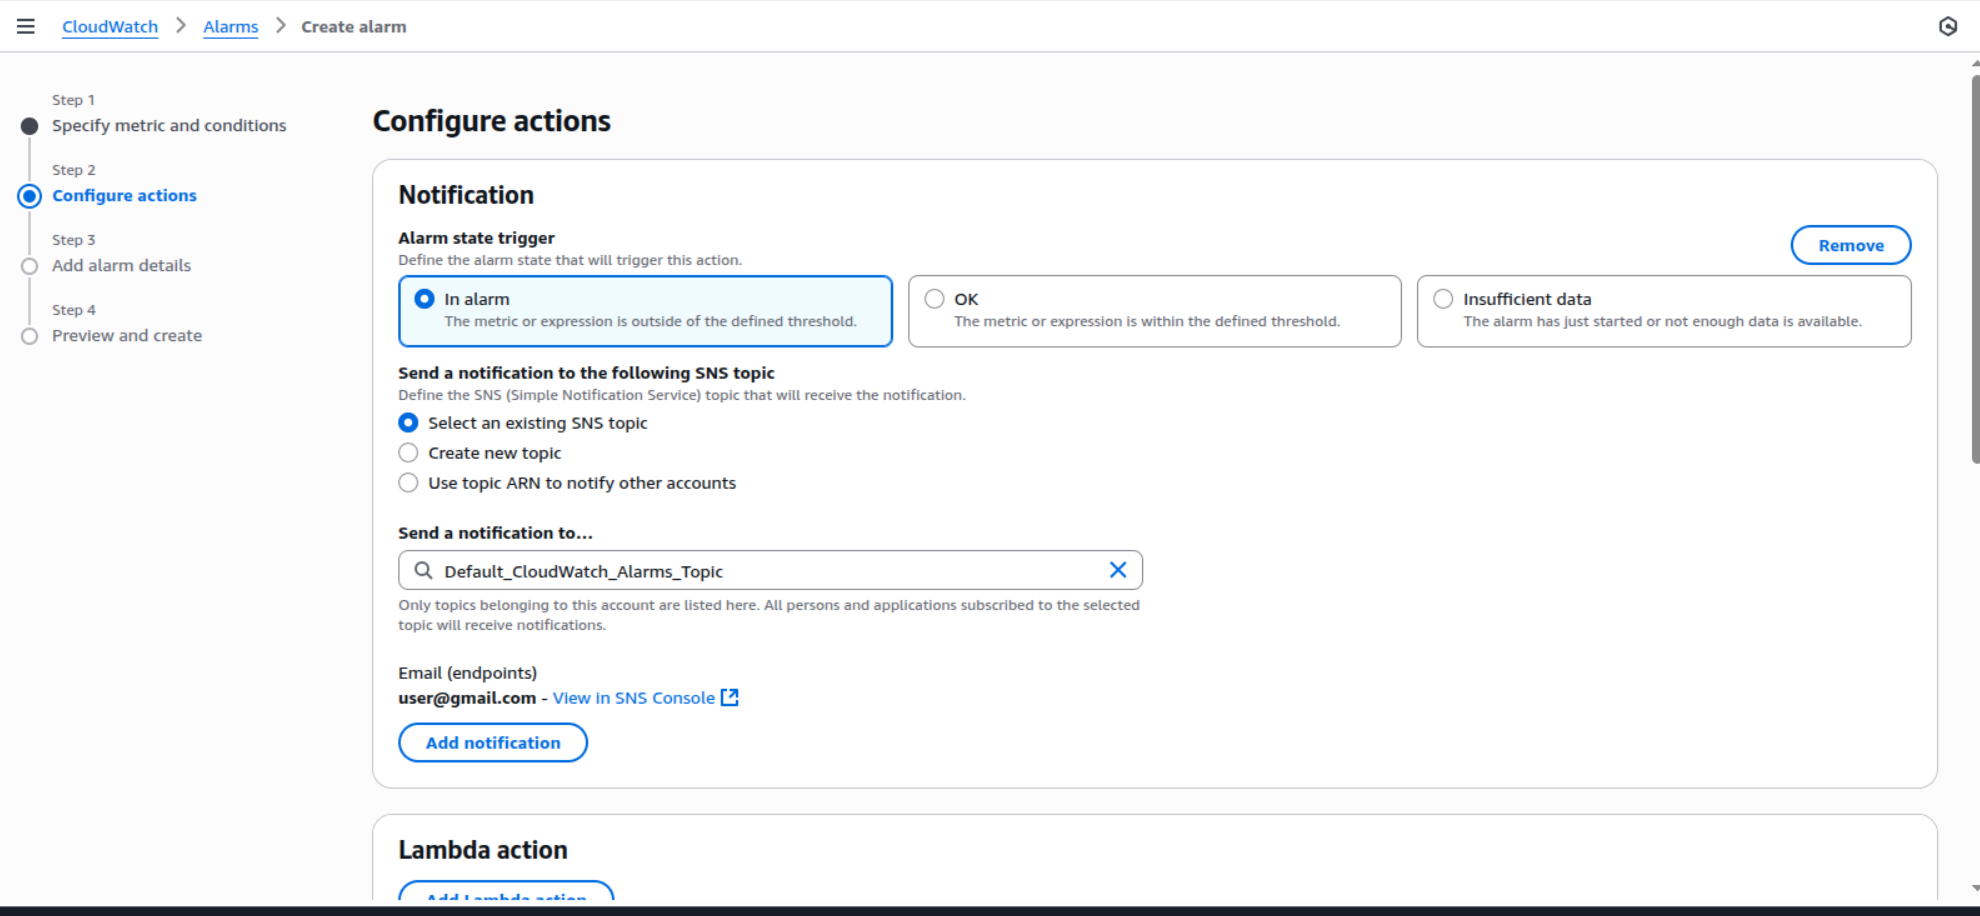 CloudWatch > Alarms > Create alarm
Step 1
Specify metric and conditions
Step 2
Configure actions
Step 3
Add alarm details
Step 4
Preview and create
Configure actions
Notification
Alarm state trigger
Define the alarm state that will trigger this action.
Remove
In alarm
The metric or expression is outside of the defined threshold.
OK
The metric or expression is within the defined threshold.
Insufficient data
The alarm has just started or not enough data is available.
Send a notification to the following SNS topic
Define the SNS (Simple Notification Service) topic that will receive the notification.
Select an existing SNS topic
Create new topic
Use topic ARN to notify other accounts
Send a notification to...
Default_CloudWatch_Alarms_Topic
Only topics belonging to this account are listed here. All persons and applications subscribed to the selected
topic will receive notifications.
Email (endpoints)
user@gmail.com - View in SNS Console
Add notification
Lambda action
Add Lambda action